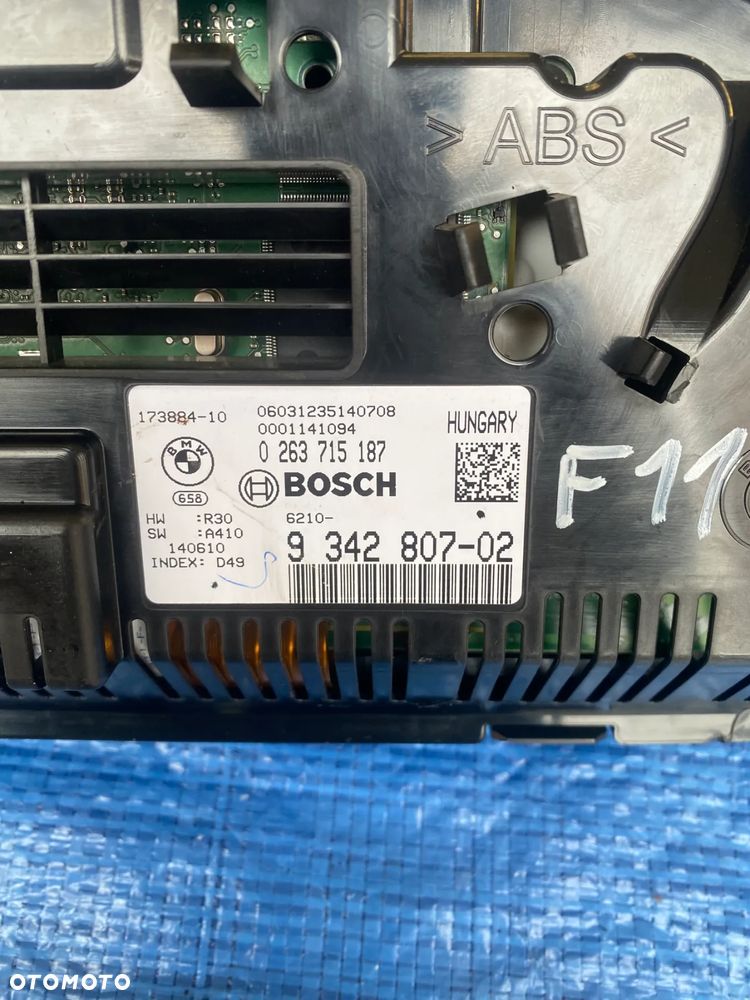 > ABS <
173884-10
06031235140708
0001141094
HUNGARY
BMW
0 263 715 187
658
BOSCH
F11
HW :R30
SW :A410
140610
INDEX: D49
6210-
9 342 807-02
OTOMOTO